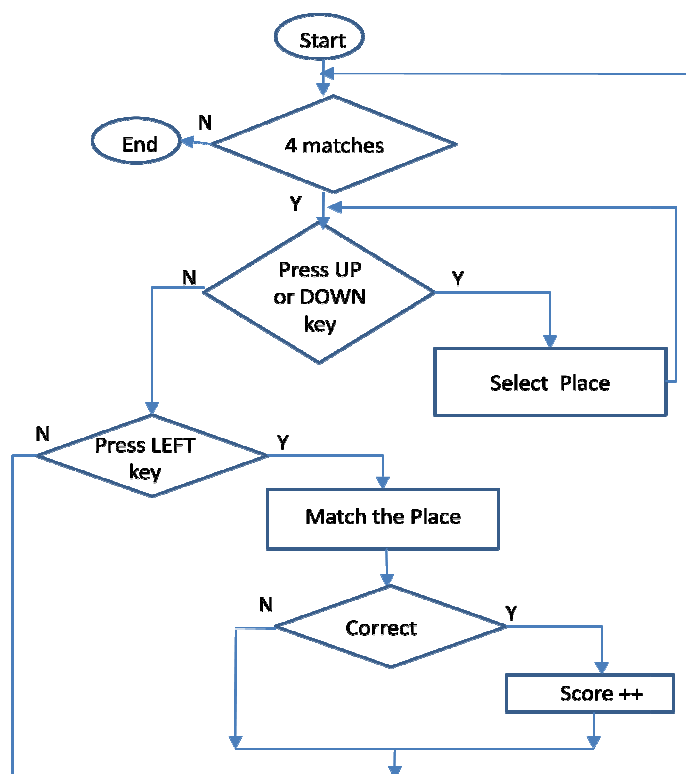 Start
N
End
4 matches
Y
N
Press UP
or DOWN
key
Y
Select Place
N
Press LEFT
key
Y
Match the Place
N
Correct
Y
Score ++